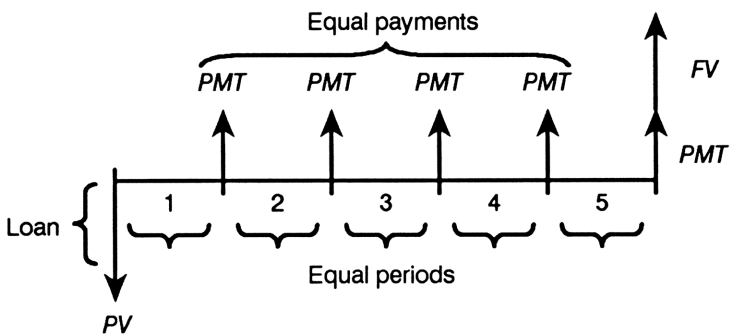 Equal payments
PMT PMT PMT PMT
FV
PMT
1 2 3 4 5
Loan
Equal periods
PV